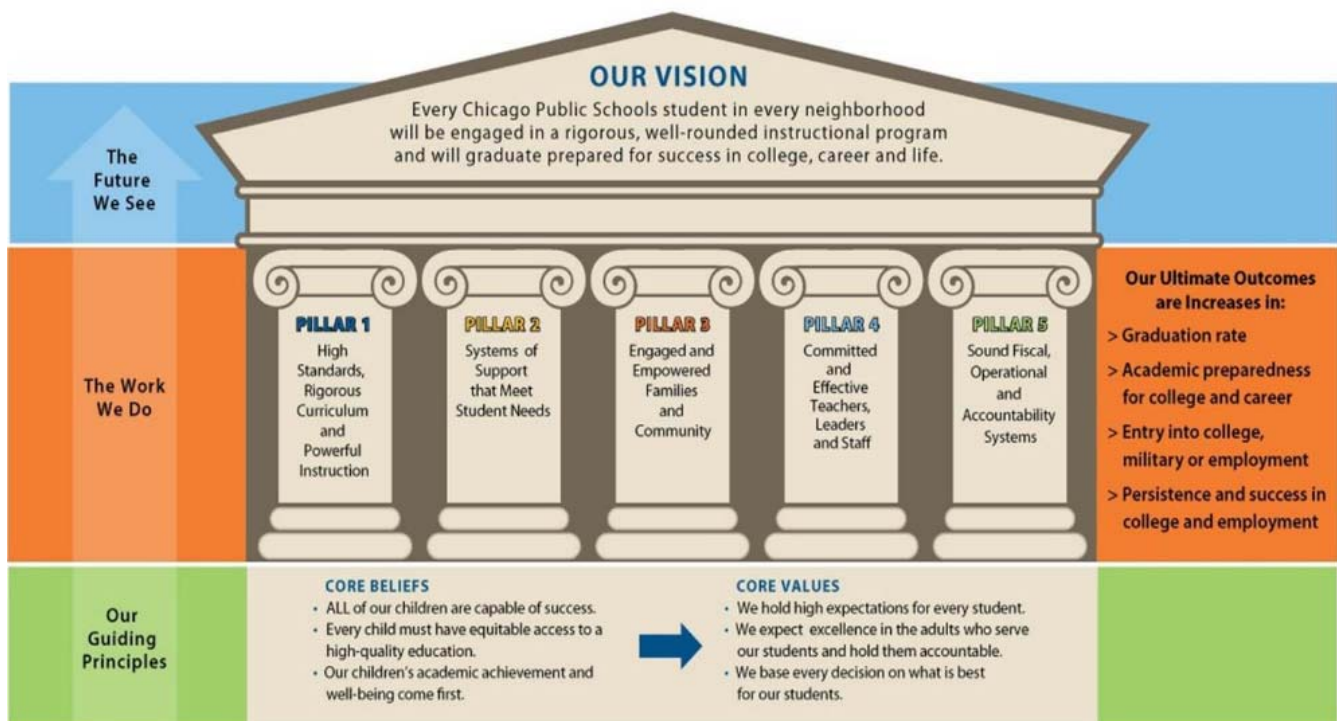 OUR VISION
Every Chicago Public Schools student in every neighborhood
will be engaged in a rigorous, well-rounded instructional program
and will graduate prepared for success in college, career and life.
The
Future
We See
The Work
We Do
PILLAR 1
High
Standards,
Rigorous
Curriculum
and
Powerful
Instruction
PILLAR 2
Systems of
Support
that Meet
Student Needs
PILLAR 3
Engaged and
Empowered
Families
and
Community
PILLAR 4
Committed
and
Effective
Teachers,
Leaders
and Staff
PILLAR 5
Sound Fiscal,
Operational
and
Accountability
Systems
Our Ultimate Outcomes
are Increases in:
> Graduation rate
> Academic preparedness
for college and career
> Entry into college,
military or employment
> Persistence and success in
college and employment
Our
Guiding
Principles
CORE BELIEFS
• ALL of our children are capable of success.
• Every child must have equitable access to a
high-quality education.
• Our children's academic achievement and
well-being come first.
CORE VALUES
• We hold high expectations for every student.
• We expect excellence in the adults who serve
our students and hold them accountable.
• We base every decision on what is best
for our students.